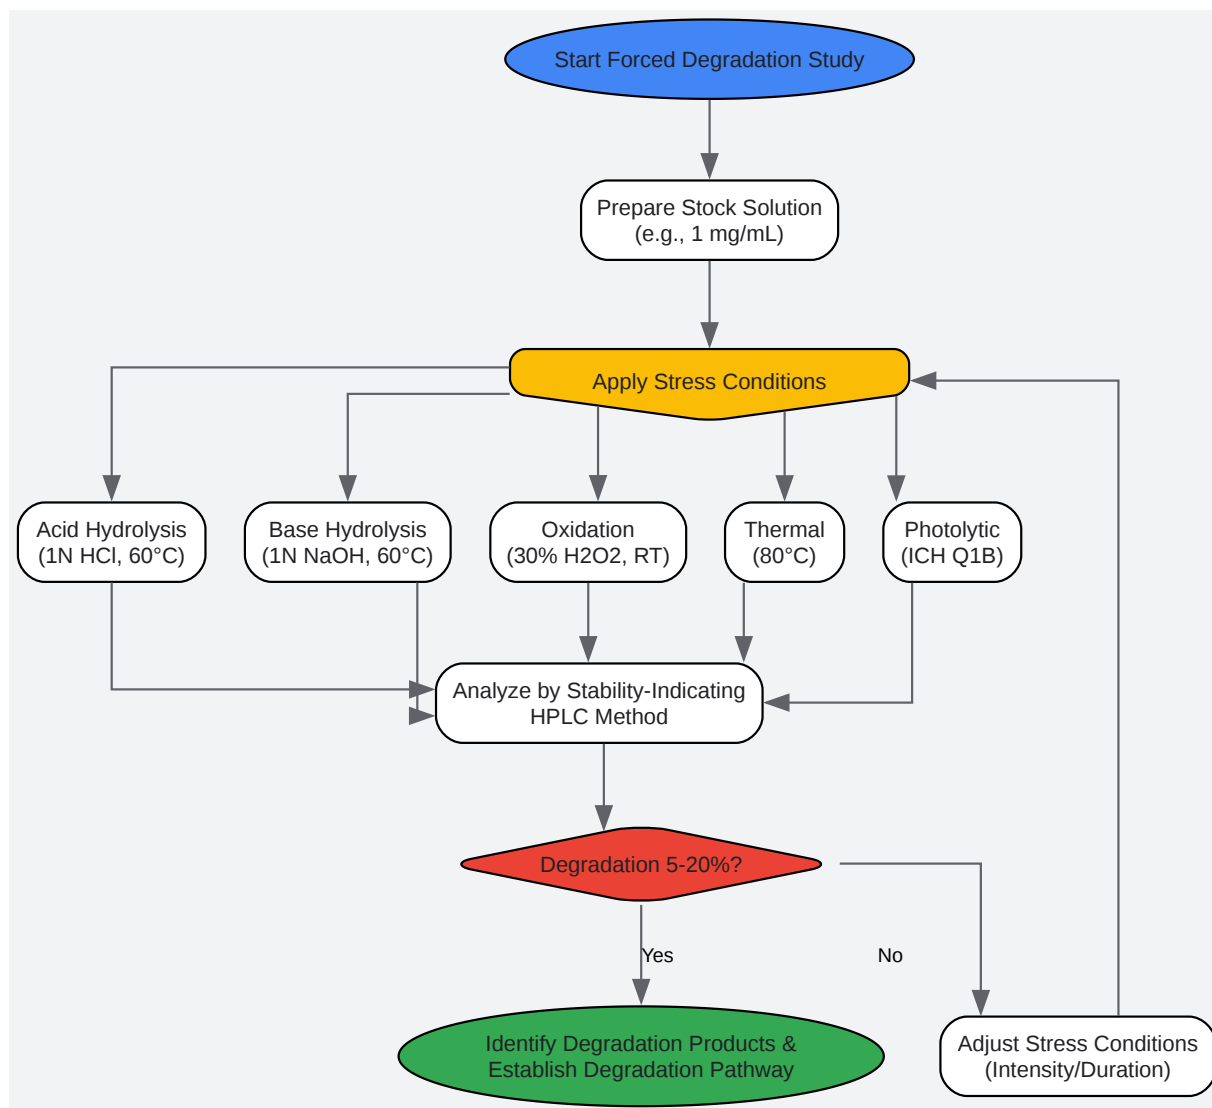 Start Forced Degradation Study
Prepare Stock Solution
(e.g., 1 mg/mL)
Apply Stress Conditions
Acid Hydrolysis
(1N HCl, 60°C)
Base Hydrolysis
(1N NaOH, 60°C)
Oxidation
(30% H2O2, RT)
Thermal
(80°C)
Photolytic
(ICH Q1B)
Analyze by Stability-Indicating
HPLC Method
Degradation 5-20%?
Yes
No
Identify Degradation Products &
Establish Degradation Pathway
Adjust Stress Conditions
(Intensity/Duration)